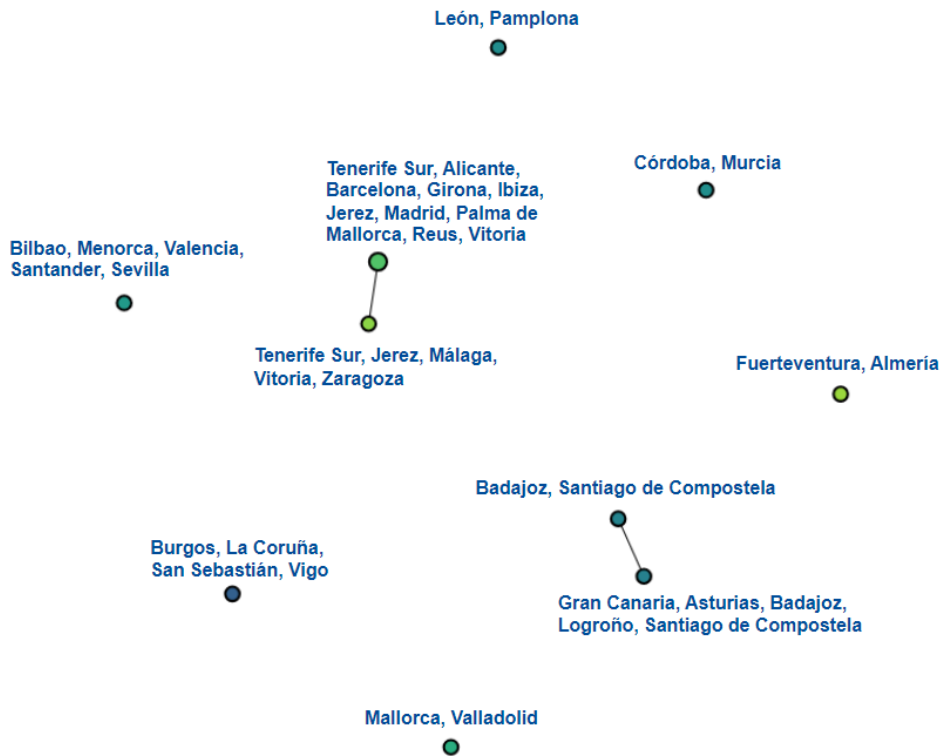 León, Pamplona
Córdoba, Murcia
Tenerife Sur, Alicante,
Barcelona, Girona, Ibiza,
Jerez, Madrid, Palma de
Mallorca, Reus, Vitoria
Bilbao, Menorca, Valencia,
Santander, Sevilla
Tenerife Sur, Jerez, Málaga,
Vitoria, Zaragoza
Fuerteventura, Almería
Badajoz, Santiago de Compostela
Burgos, La Coruña,
San Sebastián, Vigo
Gran Canaria, Asturias, Badajoz,
Logroño, Santiago de Compostela
Mallorca, Valladolid